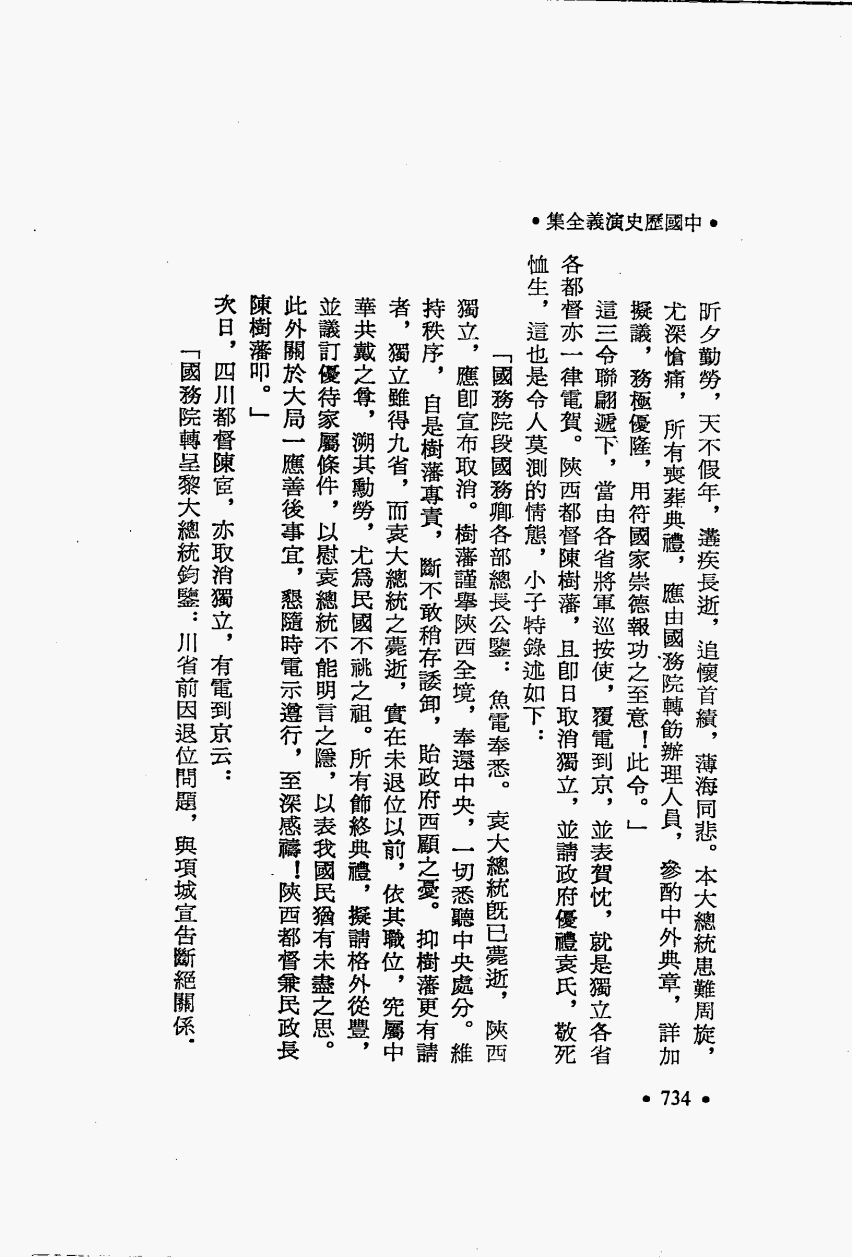 •中國歷史演義全集•
昕夕勤勞，天不假年，遘疾長逝，追懷首績，薄海同悲。本大總統患難周旋，
尤深愴痛，所有喪葬典禮，應由國務院轉飭辦理人員，參酌中外典章，詳加
擬議，務極優隆，用符國家崇德報功之至意！此令。」
這三令聯翩遞下，當由各省將軍巡按使，覆電到京，並表賀忱，就是獨立各省
各都督亦一律電賀。陝西都督陳樹藩，且卽日取消獨立，並請政府優禮袁氏，敬死
恤生，這也是令人莫測的情態，小子特錄述如下：
「國務院段國務卿各部總長公鑒：魚電奉悉。袁大總統旣已薨逝，陝西
獨立，應卽宣布取消。樹藩謹擧陝西全境，奉還中央，一切悉聽中央處分。維
持秩序，自是樹藩專責，斷不敢稍存諉卸，貽政府西顧之憂。抑樹藩更有請
者，獨立雖得九省，而袁大總統之薨逝，實在未退位以前，依其職位，究屬中
華共戴之尊，溯其勳勞，尤爲民國不祧之祖。所有飾終典禮，擬請格外從豐，
並議訂優待家屬條件，以慰袁總統不能明言之隱，以表我國民猶有未盡之思。
此外關於大局一應善後事宜，懇隨時電示遵行，至深感禱！陝西都督兼民政長
陳樹藩叩。」
次日，四川都督陳宧，亦取消獨立，有電到京云：
「國務院轉呈黎大總統鈞鑒：川省前因退位問題，與項城宣告斷絕關係．
•734•